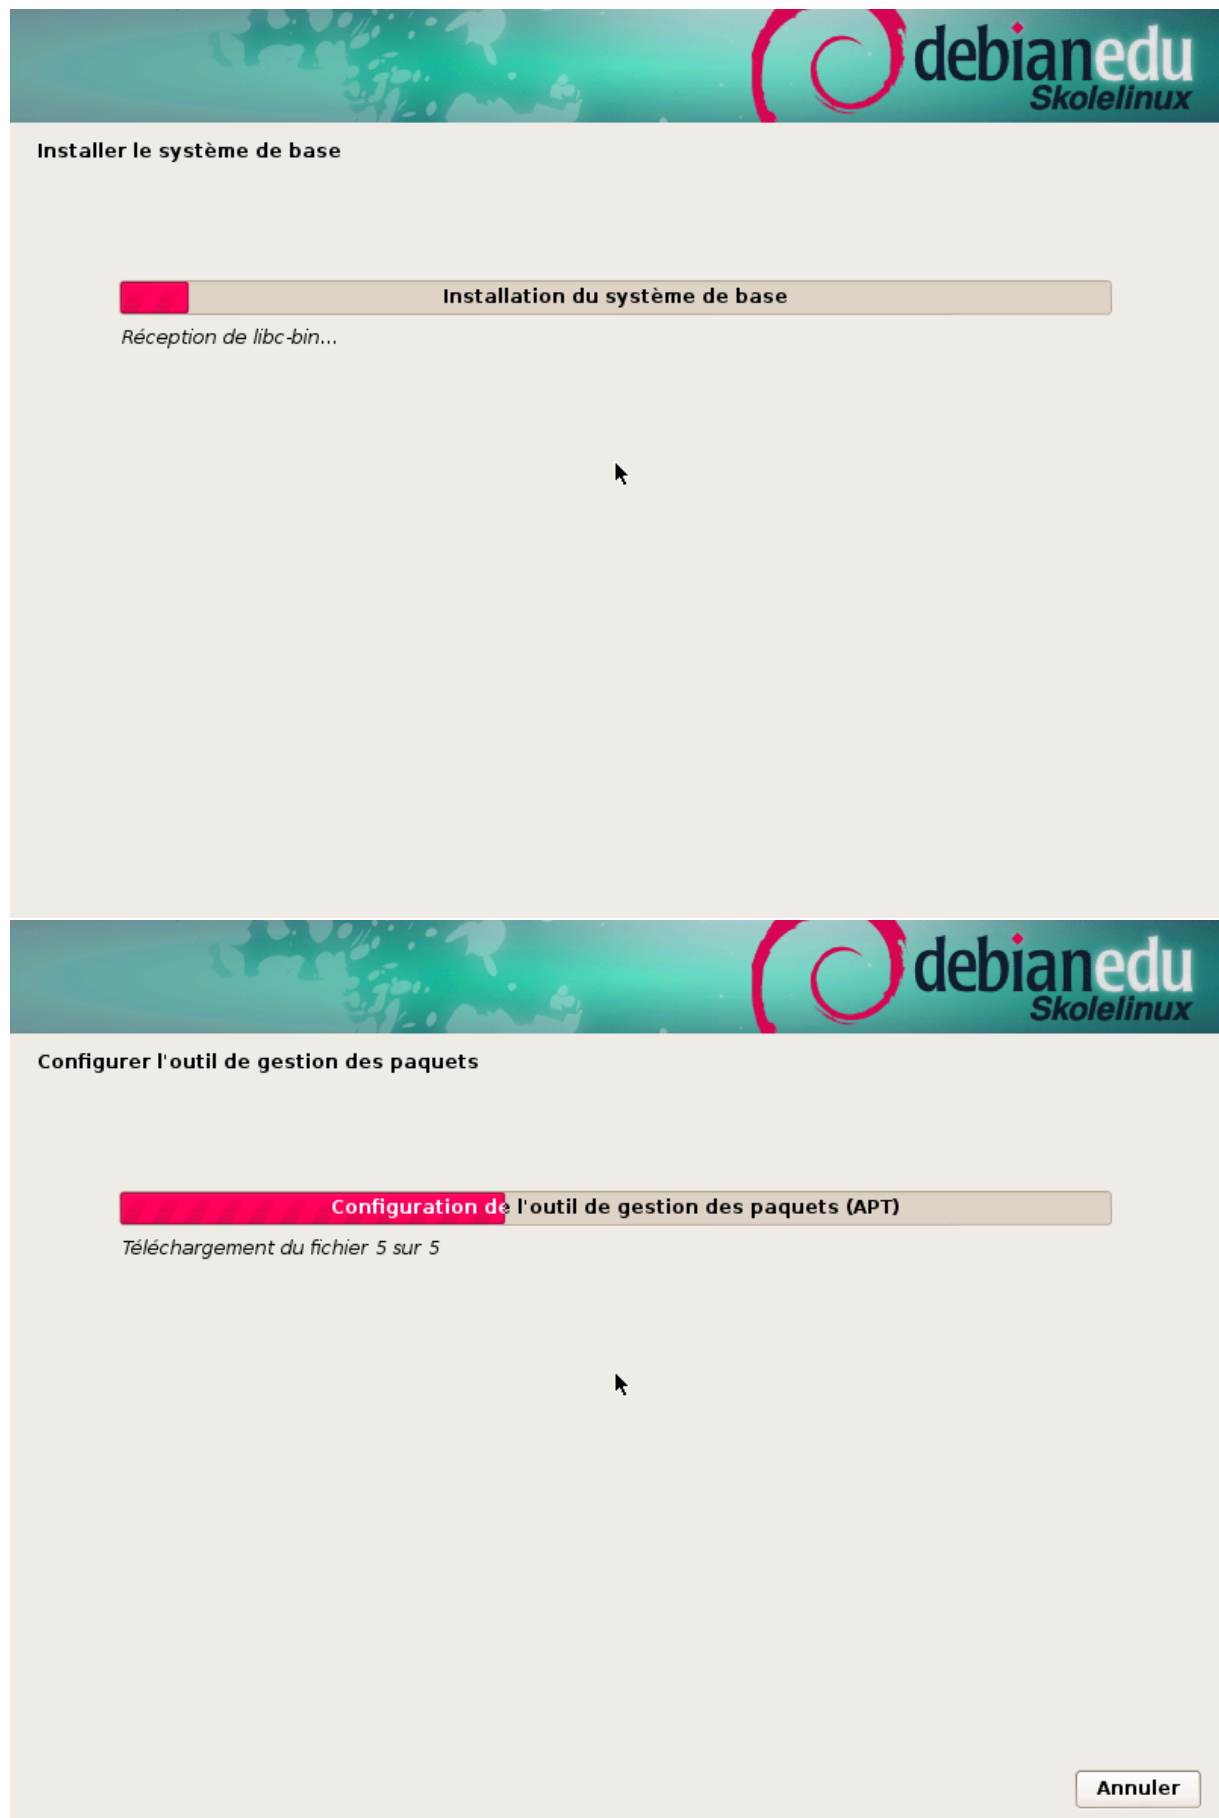 debianedu
Skolelinux
Installer le système de base
Installation du système de base
Réception de libc-bin...
debianedu
Skolelinux
Configurer l'outil de gestion des paquets
Configuration de l'outil de gestion des paquets (APT)
Téléchargement du fichier 5 sur 5
Annuler